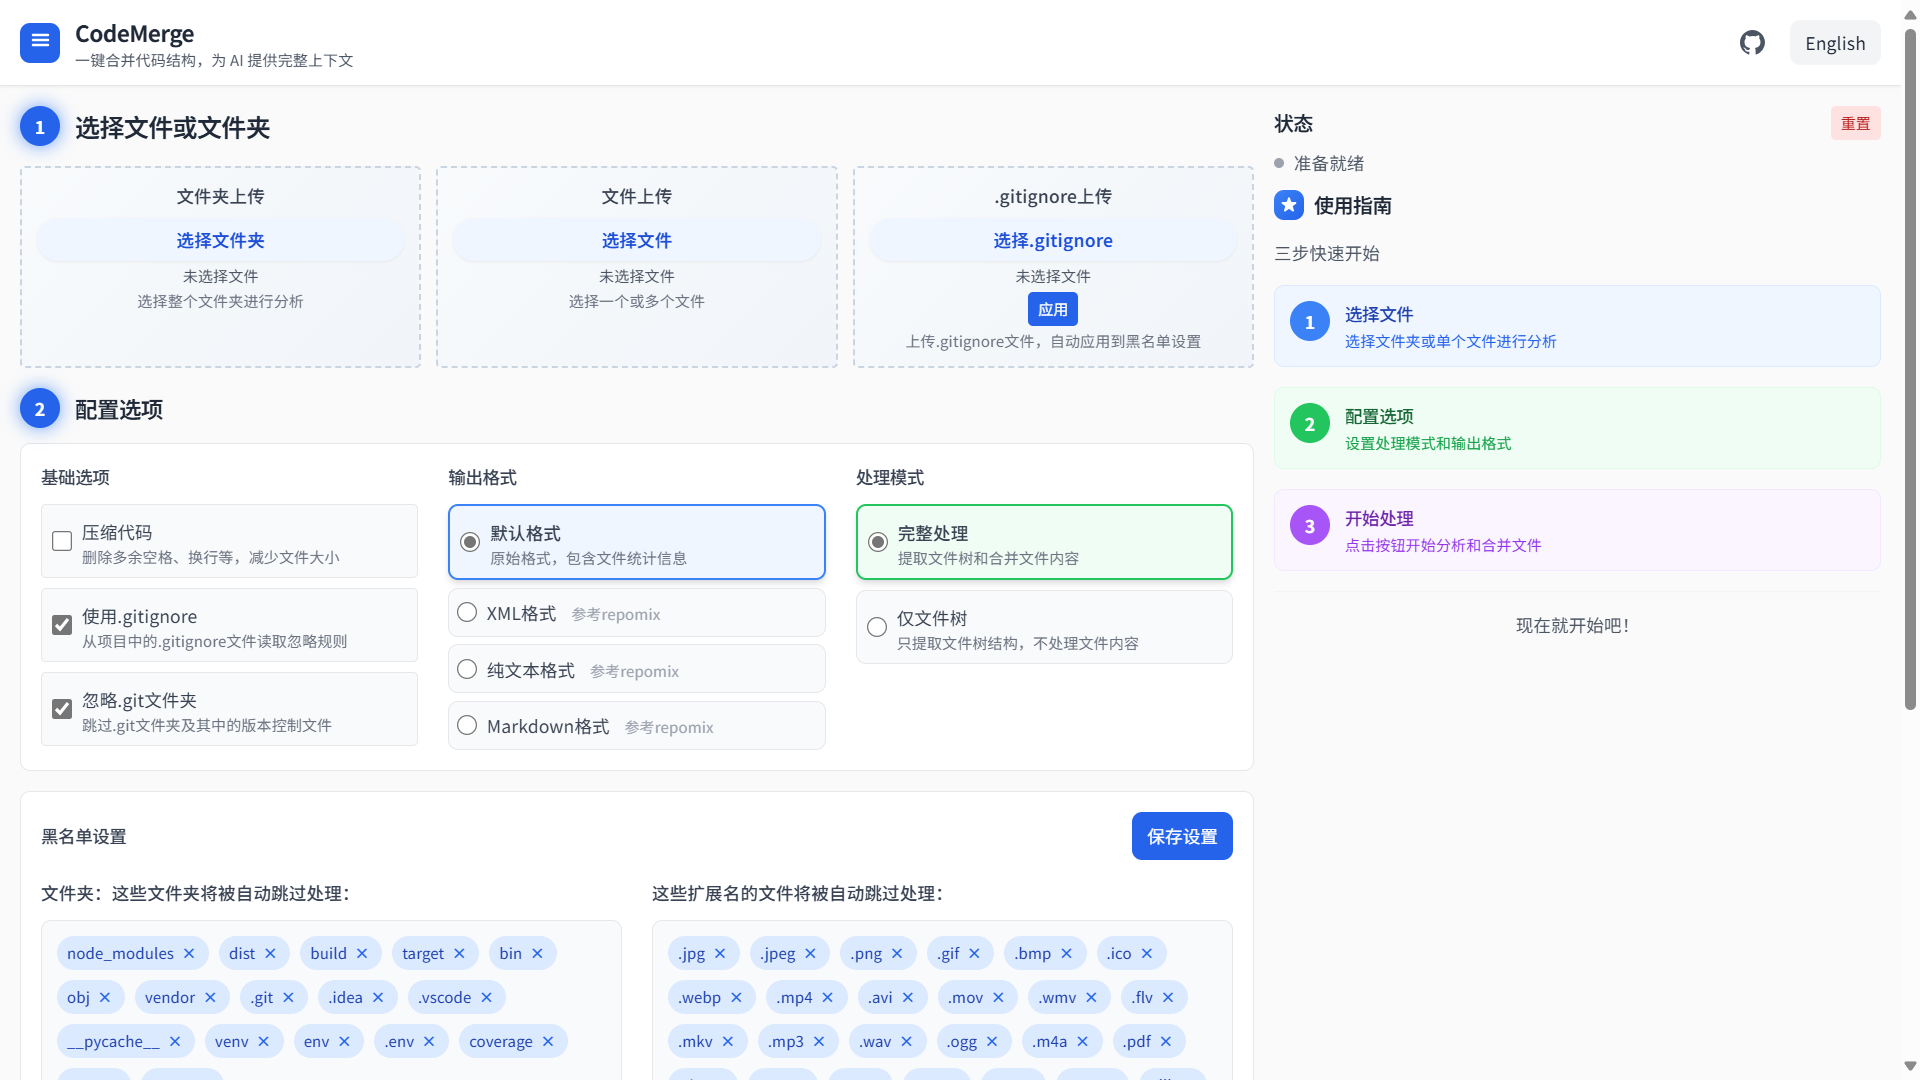 CodeMerge
一键合并代码结构，为 AI 提供完整上下文
English
1
选择文件或文件夹
文件夹上传
选择文件夹
未选择文件
选择整个文件夹进行分析
文件上传
选择文件
未选择文件
选择一个或多个文件
.gitignore上传
选择.gitignore
未选择文件
应用
上传.gitignore文件，自动应用到黑名单设置
2
配置选项
基础选项
压缩代码
删除多余空格、换行等，减少文件大小
使用.gitignore
从项目中的.gitignore文件读取忽略规则
忽略.git文件夹
跳过.git文件夹及其中的版本控制文件
输出格式
默认格式
原始格式，包含文件统计信息
XML格式 参考repomix
纯文本格式 参考repomix
Markdown格式 参考repomix
处理模式
完整处理
提取文件树和合并文件内容
仅文件树
只提取文件树结构，不处理文件内容
黑名单设置
保存设置
文件夹：这些文件夹将被自动跳过处理：
node_modules ✕ dist ✕ build ✕ target ✕ bin ✕
obj ✕ vendor ✕ .git ✕ .idea ✕ .vscode ✕
__pycache__ ✕ venv ✕ env ✕ .env ✕ coverage ✕
这些扩展名的文件将被自动跳过处理：
.jpg ✕ .jpeg ✕ .png ✕ .gif ✕ .bmp ✕ .ico ✕
.webp ✕ .mp4 ✕ .avi ✕ .mov ✕ .wmv ✕ .flv ✕
.mkv ✕ .mp3 ✕ .wav ✕ .ogg ✕ .m4a ✕ .pdf ✕
状态
重置
准备就绪
使用指南
三步快速开始
1
选择文件
选择文件夹或单个文件进行分析
2
配置选项
设置处理模式和输出格式
3
开始处理
点击按钮开始分析和合并文件
现在就开始吧！